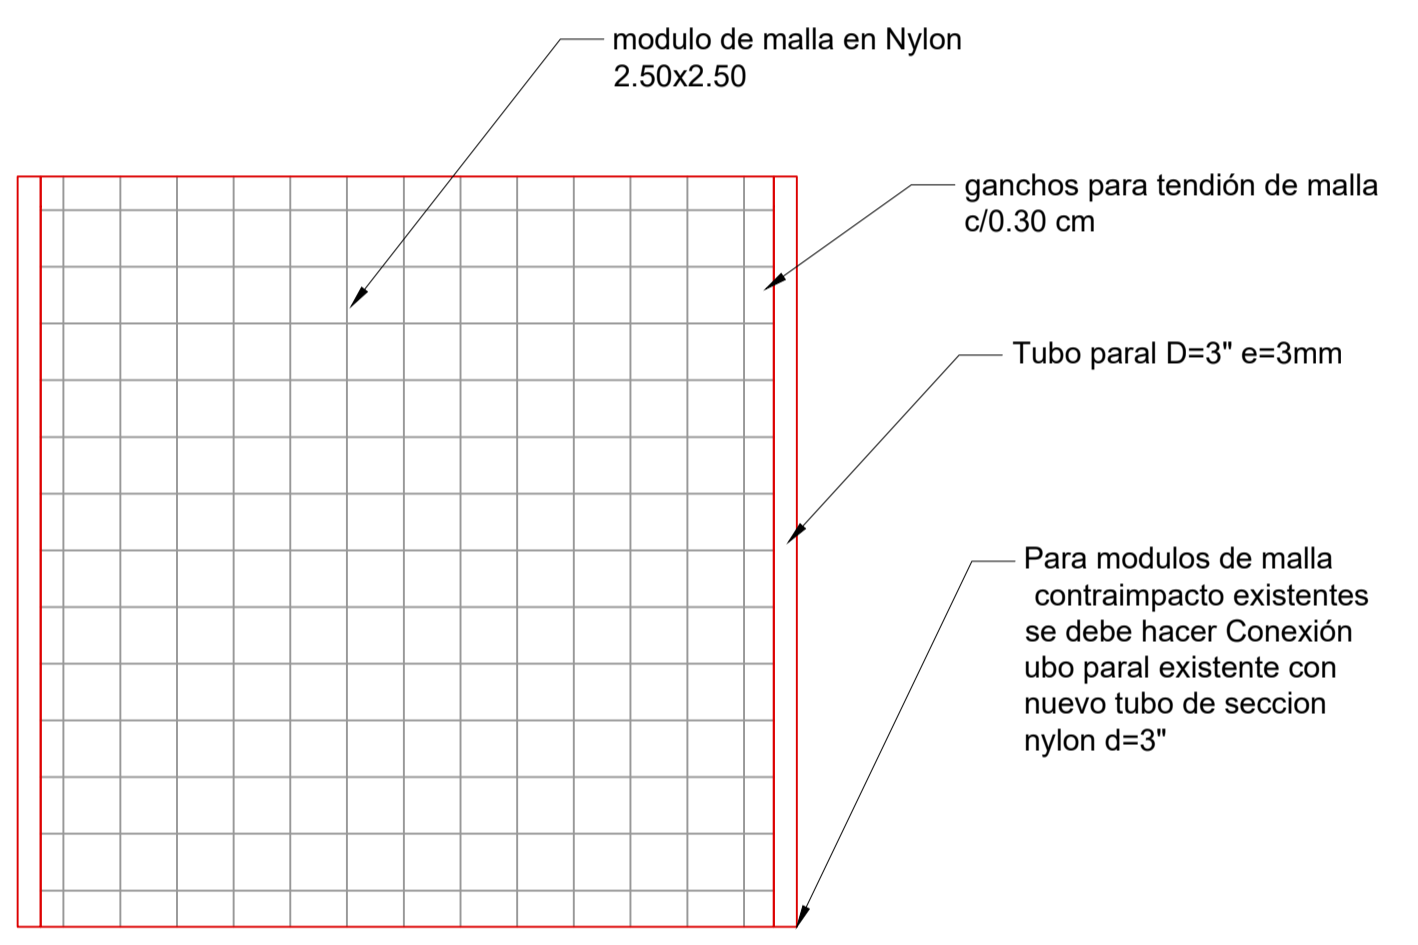 modulo de malla en Nylon
2.50x2.50
ganchos para tendión de malla
c/0.30 cm
Tubo paral D=3" e=3mm
Para modulos de malla
contraimpacto existentes
se debe hacer Conexión
ubo paral existente con
nuevo tubo de seccion
nylon d=3"